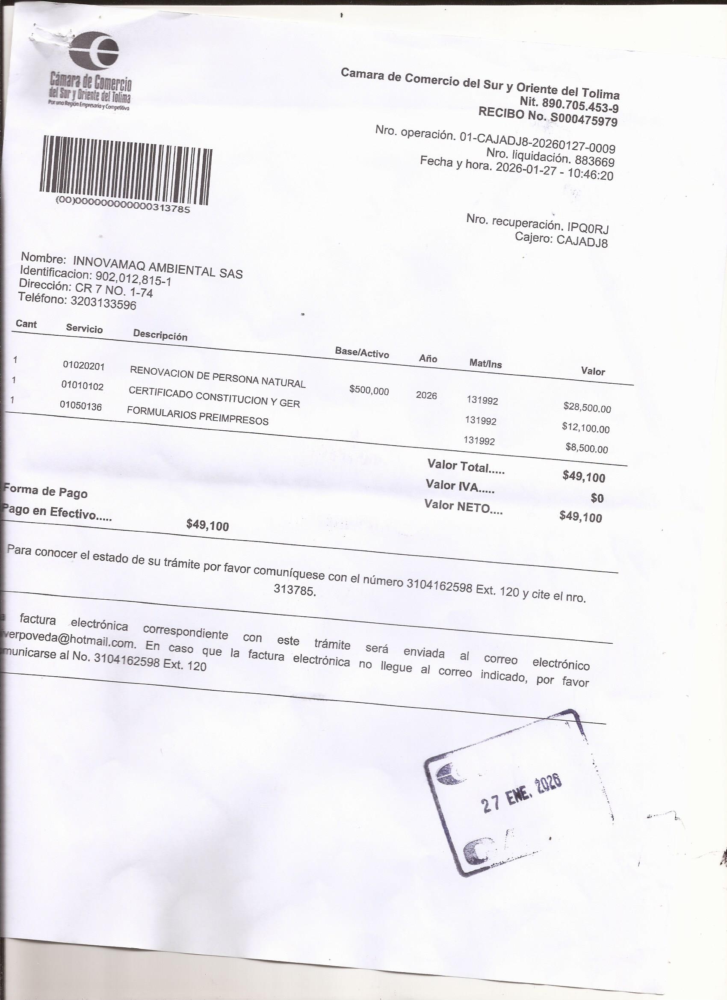 Cámara de Comercio
del Sur y Oriente del Tolima
Por una Región Empresaria y Competitiva
Camara de Comercio del Sur y Oriente del Tolima
Nit. 890.705.453-9
RECIBO No. S000475979
Nro. operación. 01-CAJADJ8-20260127-0009
Nro. liquidación. 883669
Fecha y hora. 2026-01-27 - 10:46:20
(00)000000000000313785
Nro. recuperación. IPQ0RJ
Cajero: CAJADJ8
Nombre: INNOVAMAQ AMBIENTAL SAS
Identificacion: 902,012,815-1
Dirección: CR 7 NO. 1-74
Teléfono: 3203133596
Cant Servicio Descripción Base/Activo Año Mat/Ins Valor
1 01020201 RENOVACION DE PERSONA NATURAL $500,000 2026 131992 $28,500.00
1 01010102 CERTIFICADO CONSTITUCION Y GER 131992 $12,100.00
1 01050136 FORMULARIOS PREIMPRESOS 131992 $8,500.00
Valor Total..... $49,100
Valor IVA..... $0
Valor NETO.... $49,100
Forma de Pago
Pago en Efectivo..... $49,100
Para conocer el estado de su trámite por favor comuníquese con el número 3104162598 Ext. 120 y cite el nro.
313785.
factura electrónica correspondiente con este trámite será enviada al correo electrónico
verpoveda@hotmail.com. En caso que la factura electrónica no llegue al correo indicado, por favor
municarse al No. 3104162598 Ext. 120
27 ENE. 2026
CA